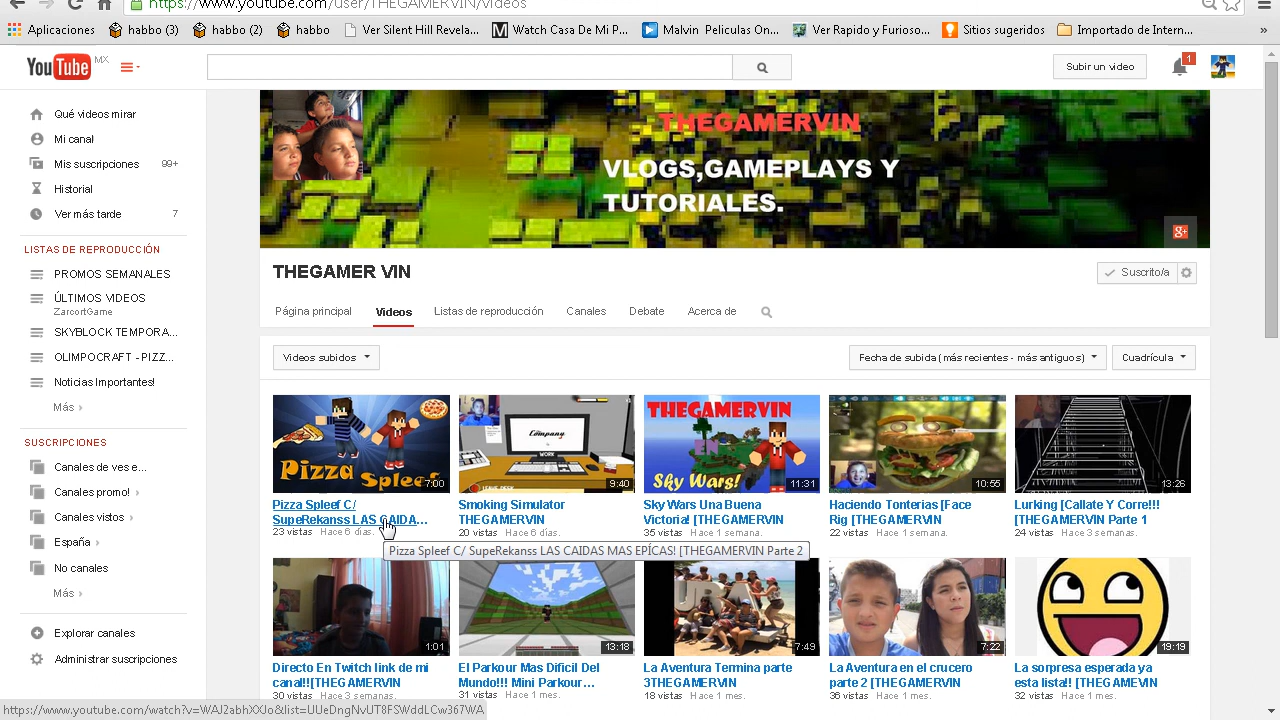 https://www.youtube.com/user/THEGAMERVIN/videos
Aplicacione
habbo (3)
habbo 2
habbo
Ver Silent Hill Revela...
Watch Casa De Mi P...
Malvin Peliculas On...
Ver Rapido y Furioso...
Sitios sugeridos
Importado de Intern...
»
YouTube MX
Subir un video
1
Qué videos mirar
Mi canal
Mis suscripciones 99+
Historial
Ver más tarde 7
LISTAS DE REPRODUCCIÓN
PROMOS SEMANALES
ÚLTIMOS VIDEOS
ZorcortGame
SKYBLOCK TEMPORA...
OLIMPOCRAFT - PIZZ...
Noticias Importantes!
Más ›
SUSCRIPCIONES
Canales de vos e...
Canales promo! ›
Canales vistos ›
España ›
No canales
Más ›
Explorar canales
Administrar suscripciones
THEGAMERVIN
VLOGS,GAMEPLAYS Y
TUTORIALES.
g+
THEGAMER VIN
Suscrito/a
Página principal Videos Listas de reproducción Canales Debate Acerca de
Videos subidos
Fecha de subida (más recientes - más antiguos)
Cuadrícula
Pizza Spleef
7:00
Pizza Spleef C/
SupeRekanss LAS CAIDA...
23 vistas Hace 6 días.
Company
WORK
9:40
Smoking Simulator
THEGAMERVIN
20 vistas Hace 6 días.
THEGAMERVIN
Sky Wars!
11:31
Sky Wars Una Buena
Victoria! [THEGAMERVIN
35 vistas Hace 1 semana.
10:55
Haciendo Tonterias [Face
Rig [THEGAMERVIN
22 vistas Hace 1 semana.
13:26
Lurking [Callate Y Corre!!!
[THEGAMERVIN Parte 1
24 vistas Hace 3 semanas.
Pizza Spleef C/ SupeRekanss LAS CAIDAS MAS EPÍCAS! [THEGAMERVIN Parte 2
1:01
Directo En Twitch link de mi
canal!![THEGAMERVIN
30 vistas Hace 3 semanas.
13:18
El Parkour Mas Dificil Del
Mundo!!! Mini Parkour...
31 vistas Hace 1 mes.
7:49
La Aventura Termina parte
3THEGAMERVIN
18 vistas Hace 1 mes.
7:22
La Aventura en el crucero
parte 2 [THEGAMERVIN
36 vistas Hace 1 mes.
19:19
La sorpresa esperada ya
esta lista!! [THEGAMEVIN
32 vistas Hace 1 mes.